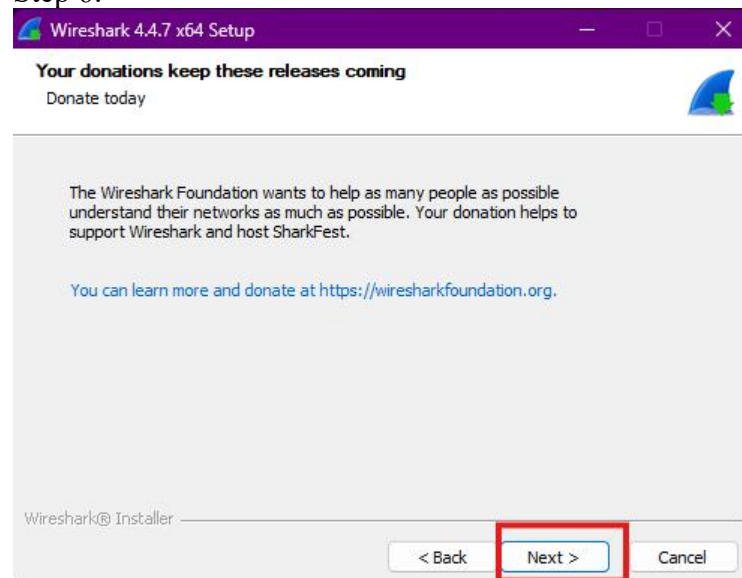 Step 6:
Wireshark 4.4.7 x64 Setup
Your donations keep these releases coming
Donate today
The Wireshark Foundation wants to help as many people as possible
understand their networks as much as possible. Your donation helps to
support Wireshark and host SharkFest.
You can learn more and donate at https://wiresharkfoundation.org.
Wireshark® Installer
< Back Next > Cancel